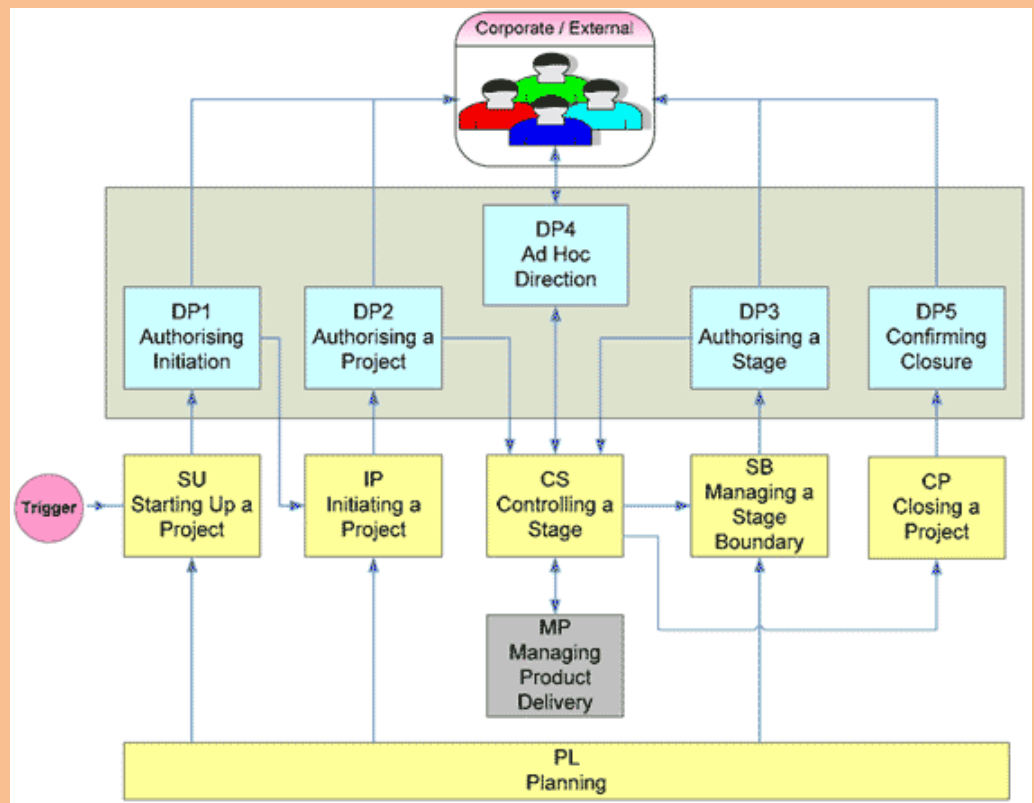 Corporate / External
DP4
Ad Hoc
Direction
DP1
Authorising
Initiation
DP2
Authorising a
Project
DP3
Authorising a
Stage
DP5
Confirming
Closure
Trigger
SU
Starting Up a
Project
IP
Initiating a
Project
CS
Controlling a
Stage
SB
Managing a
Stage
Boundary
CP
Closing a
Project
MP
Managing
Product
Delivery
PL
Planning